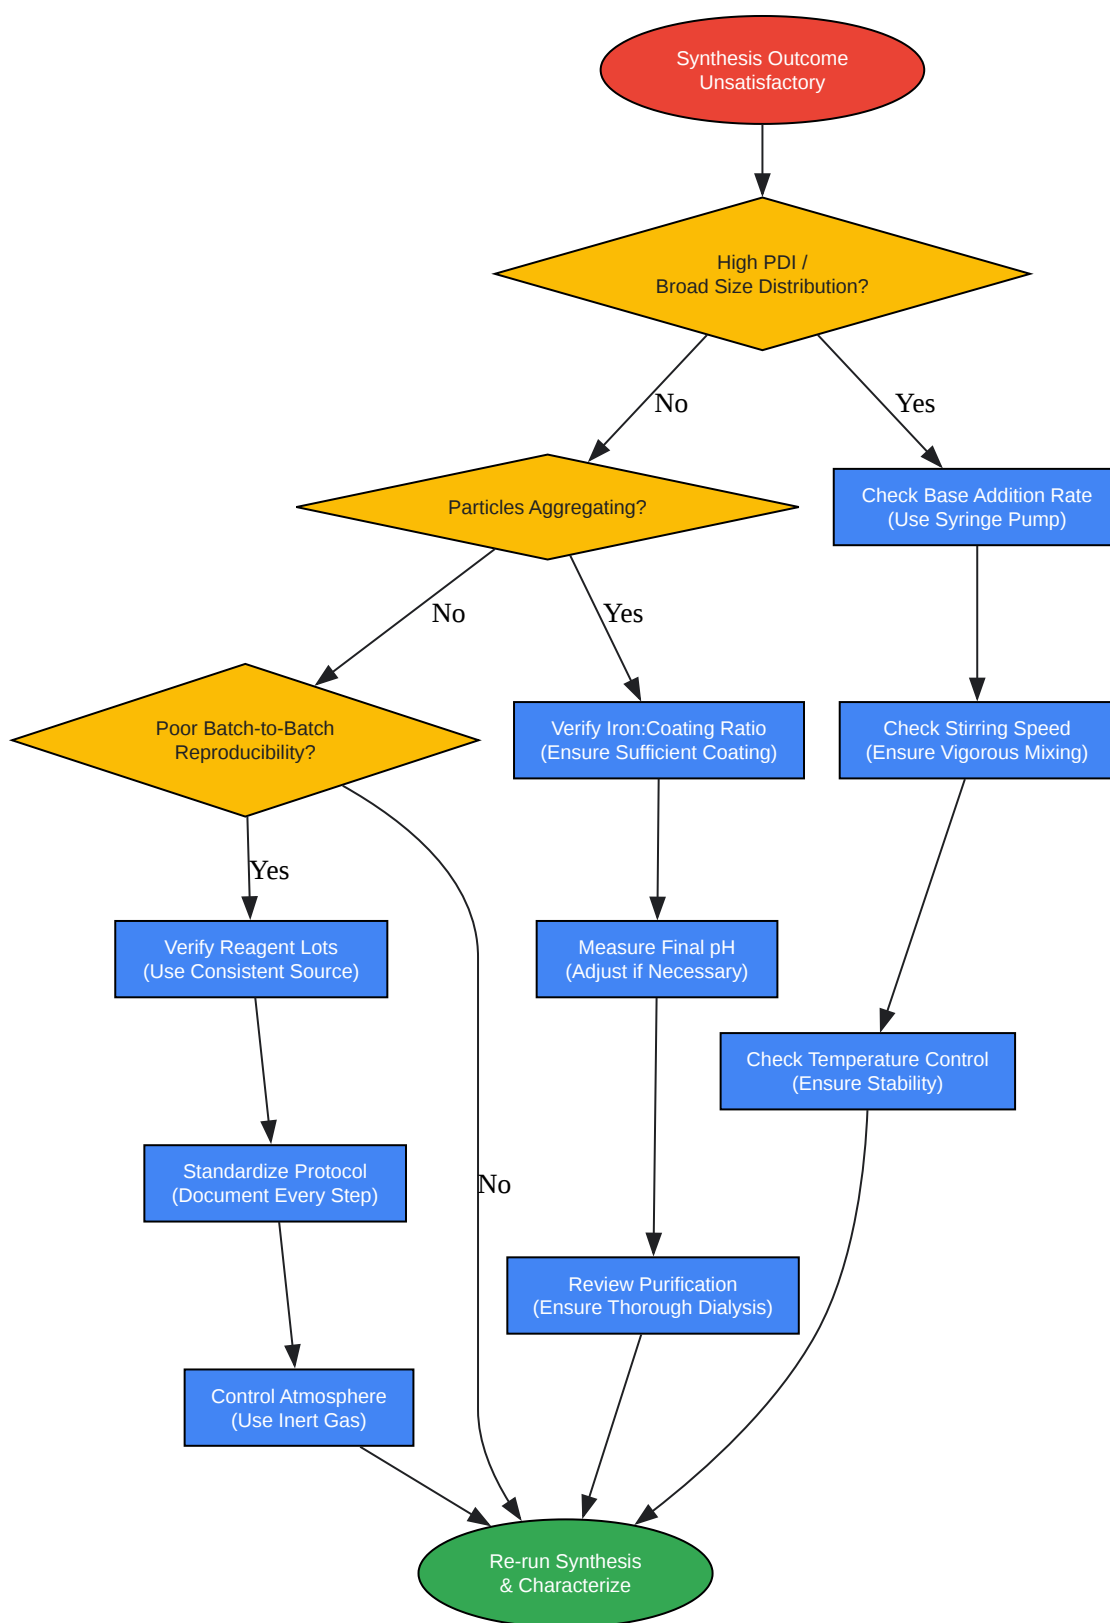 Synthesis Outcome
Unsatisfactory
High PDI /
Broad Size Distribution?
No
Yes
Particles Aggregating?
Check Base Addition Rate
(Use Syringe Pump)
No
Yes
Poor Batch-to-Batch
Reproducibility?
Verify Iron:Coating Ratio
(Ensure Sufficient Coating)
Check Stirring Speed
(Ensure Vigorous Mixing)
Yes
Verify Reagent Lots
(Use Consistent Source)
Measure Final pH
(Adjust if Necessary)
Check Temperature Control
(Ensure Stability)
Standardize Protocol
(Document Every Step)
No
Review Purification
(Ensure Thorough Dialysis)
Control Atmosphere
(Use Inert Gas)
Re-run Synthesis
& Characterize